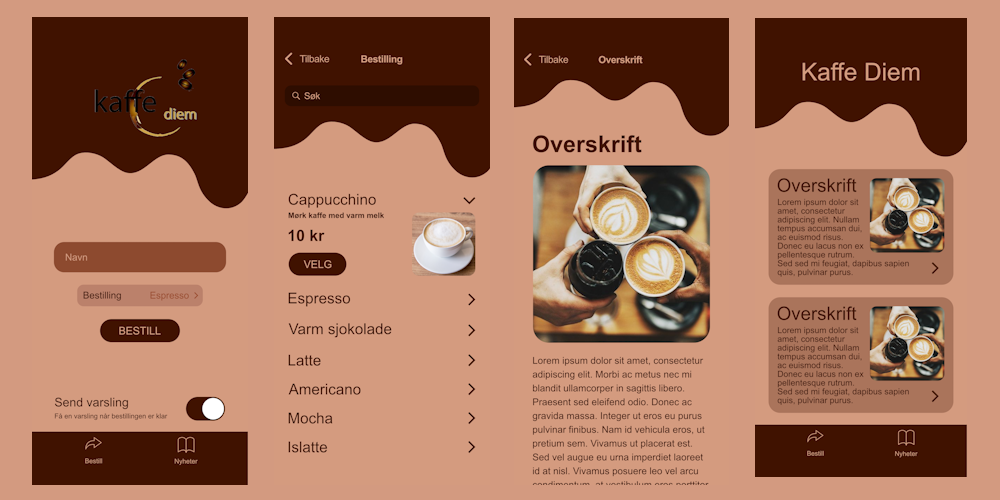 kaffe
diem
Navn
Bestilling
Espresso
BESTILL
Send varsling
Få en varsling når bestillingen er klar
Bestill
Nyheter
Tilbake
Bestilling
Søk
Cappucchino
Mørk kaffe med varm melk
10 kr
VELG
Espresso
Varm sjokolade
Latte
Americano
Mocha
Islatte
Tilbake
Overskrift
Overskrift
Lorem ipsum dolor sit amet, consectetur
adipiscing elit. Morbi ac metus nec mi
blandit ullamcorper in sagittis libero.
Praesent sed eleifend odio. Donec ac
gravida massa. Integer ut eros eu purus
pulvinar finibus. Nam id vehicula eros, ut
pretium sem. Vivamus ut placerat est.
Sed vel augue eu urna imperdiet laoreet
id at nisl. Vivamus posuere leo vel arcu
condimentum, at vestibulum eros porttitor
Kaffe Diem
Overskrift
Lorem ipsum dolor sit
amet, consectetur
adipiscing elit. Nullam
tempus accumsan dui,
ac euismod risus.
Donec eu lacus non ex
pellentesque rutrum.
Sed sed mi feugiat, dapibus sapien
quis, pulvinar purus.
Overskrift
Lorem ipsum dolor sit
amet, consectetur
adipiscing elit. Nullam
tempus accumsan dui,
ac euismod risus.
Donec eu lacus non ex
pellentesque rutrum.
Sed sed mi feugiat, dapibus sapien
quis, pulvinar purus.
Bestill
Nyheter